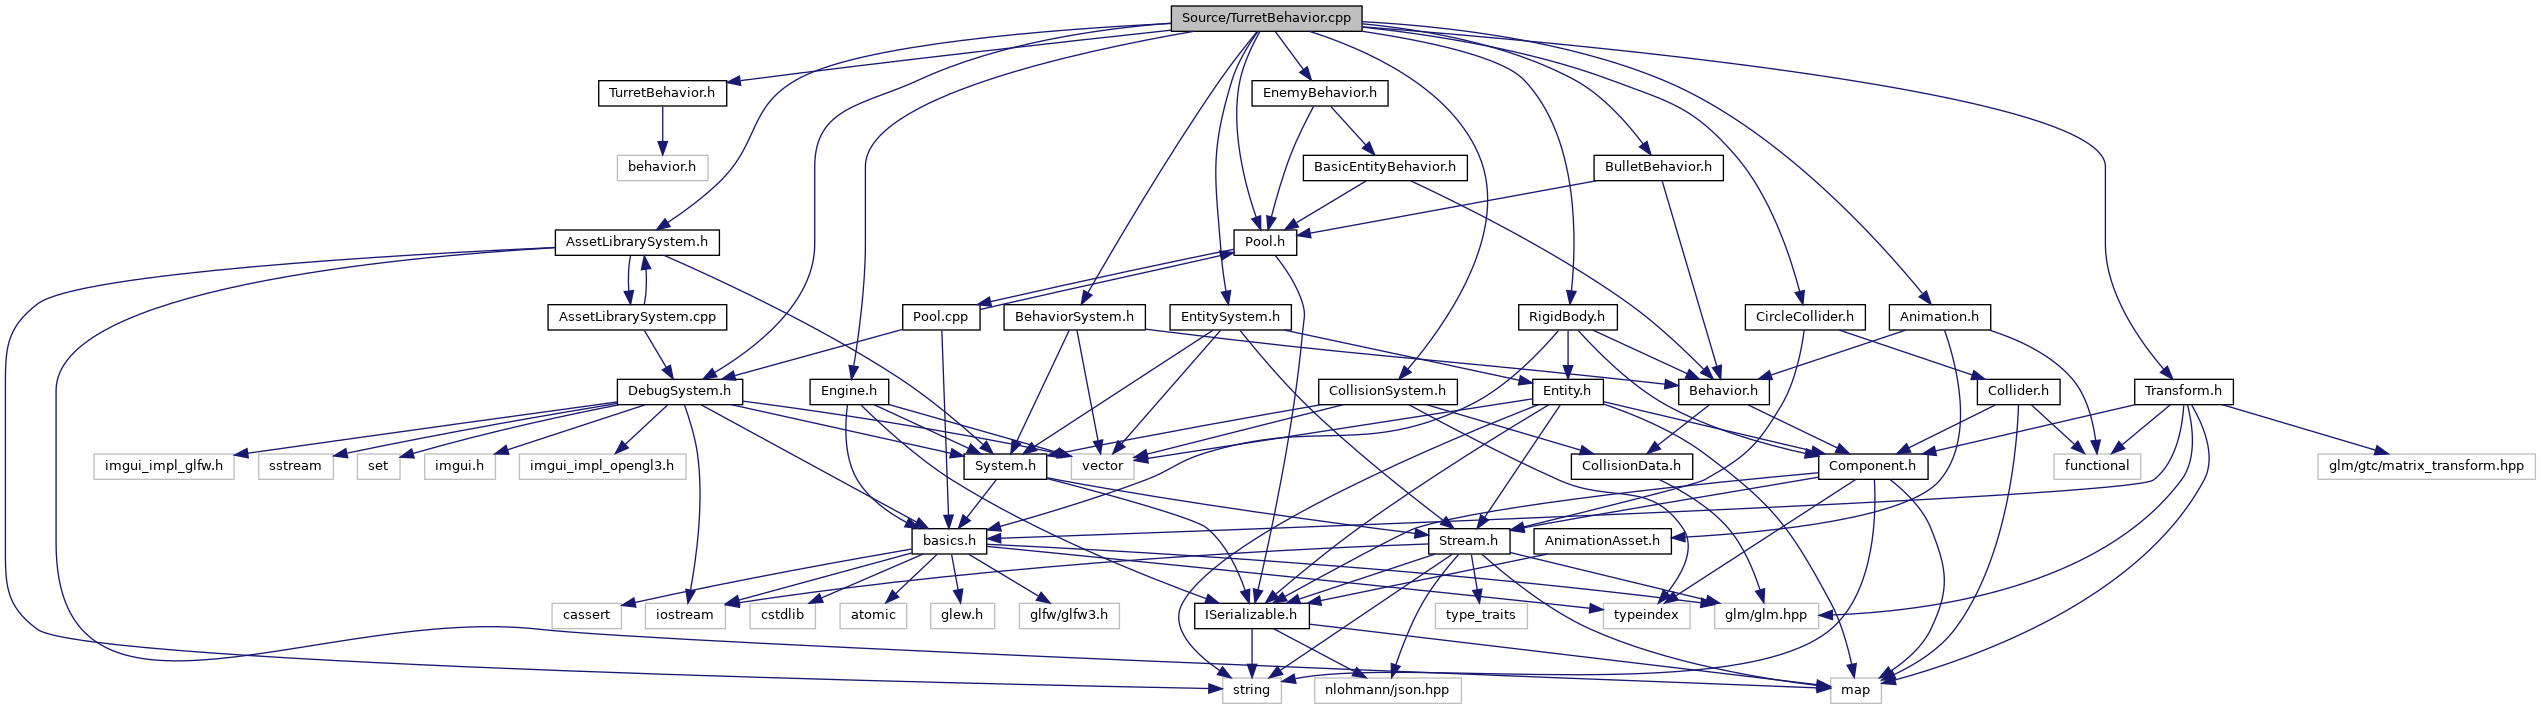 Source/TurretBehavior.cpp
TurretBehavior.h
EnemyBehavior.h
behavior.h
BasicEntityBehavior.h
BulletBehavior.h
AssetLibrarySystem.h
Pool.h
AssetLibrarySystem.cpp
Pool.cpp
BehaviorSystem.h
EntitySystem.h
RigidBody.h
CircleCollider.h
Animation.h
DebugSystem.h
Engine.h
CollisionSystem.h
Entity.h
Behavior.h
Collider.h
Transform.h
imgui_impl_glfw.h
sstream
set
imgui.h
imgui_impl_opengl3.h
System.h
vector
CollisionData.h
Component.h
functional
glm/gtc/matrix_transform.hpp
basics.h
Stream.h
AnimationAsset.h
cassert
iostream
cstdlib
atomic
glew.h
glfw/glfw3.h
ISerializable.h
type_traits
typeindex
glm/glm.hpp
string
nlohmann/json.hpp
map